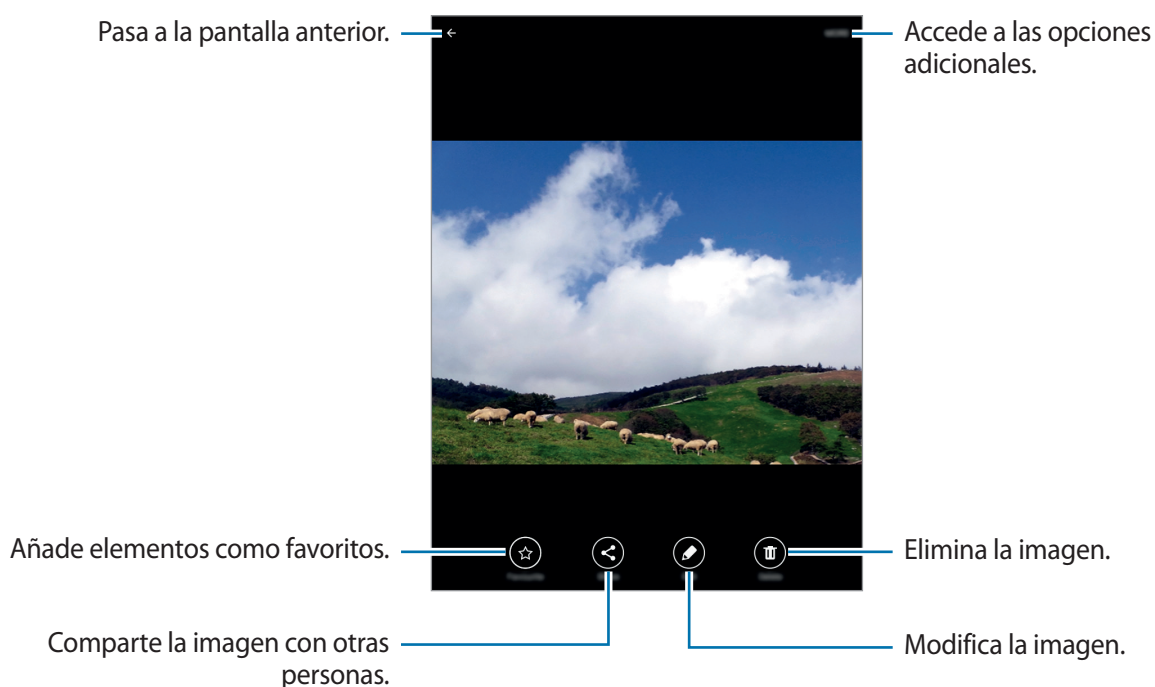 Pasa a la pantalla anterior.
Accede a las opciones
adicionales.
Añade elementos como favoritos.
Elimina la imagen.
Comparte la imagen con otras
personas.
Modifica la imagen.